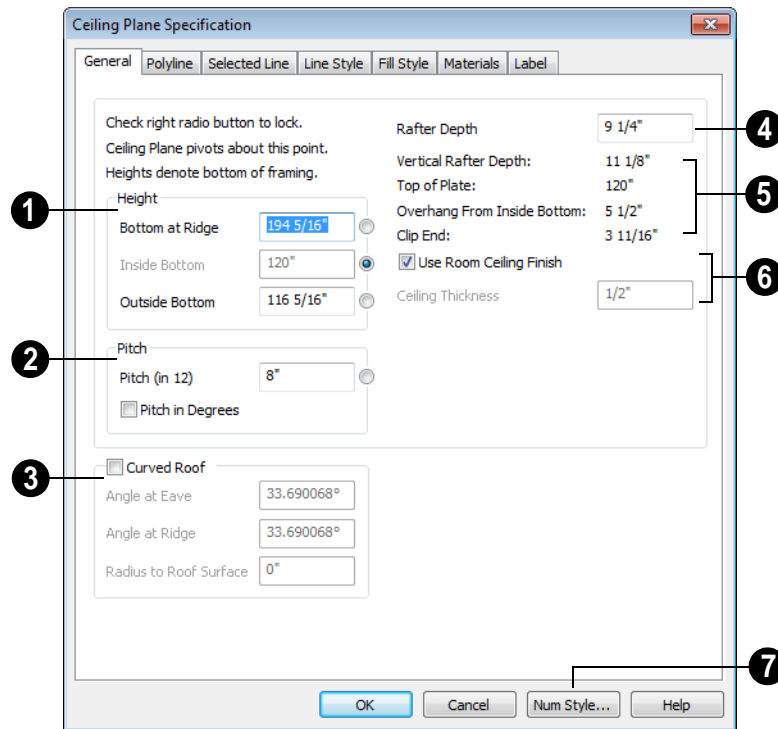 Ceiling Plane Specification
General Polyline Selected Line Line Style Fill Style Materials Label
Check right radio button to lock.
Ceiling Plane pivots about this point.
Heights denote bottom of framing.
1
Height
Bottom at Ridge 194 5/16"
Inside Bottom 120"
Outside Bottom 116 5/16"
2
Pitch
Pitch (in 12) 8"
Pitch in Degrees
3
Curved Roof
Angle at Eave 33.690068°
Angle at Ridge 33.690068°
Radius to Roof Surface 0"
Rafter Depth 9 1/4"
4
Vertical Rafter Depth: 11 1/8"
Top of Plate: 120"
Overhang From Inside Bottom: 5 1/2"
Clip End: 3 11/16"
5
Use Room Ceiling Finish
Ceiling Thickness 1/2"
6
7
OK Cancel Num Style... Help